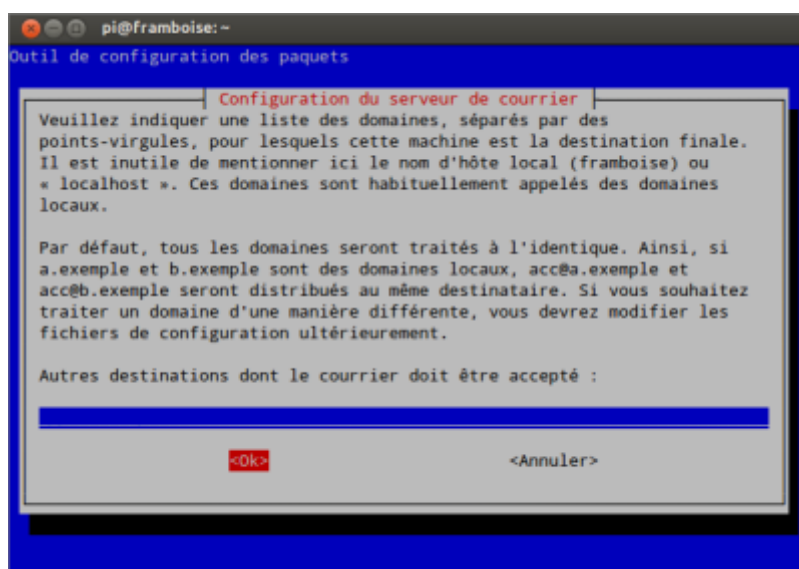 pi@framboise: ~
Outil de configuration des paquets
Configuration du serveur de courrier
Veuillez indiquer une liste des domaines, séparés par des
points-virgules, pour lesquels cette machine est la destination finale.
Il est inutile de mentionner ici le nom d'hôte local (framboise) ou
« localhost ». Ces domaines sont habituellement appelés des domaines
locaux.
Par défaut, tous les domaines seront traités à l'identique. Ainsi, si
a.exemple et b.exemple sont des domaines locaux, acc@a.exemple et
acc@b.exemple seront distribués au même destinataire. Si vous souhaitez
traiter un domaine d'une manière différente, vous devrez modifier les
fichiers de configuration ultérieurement.
Autres destinations dont le courrier doit être accepté :
<Ok> <Annuler>